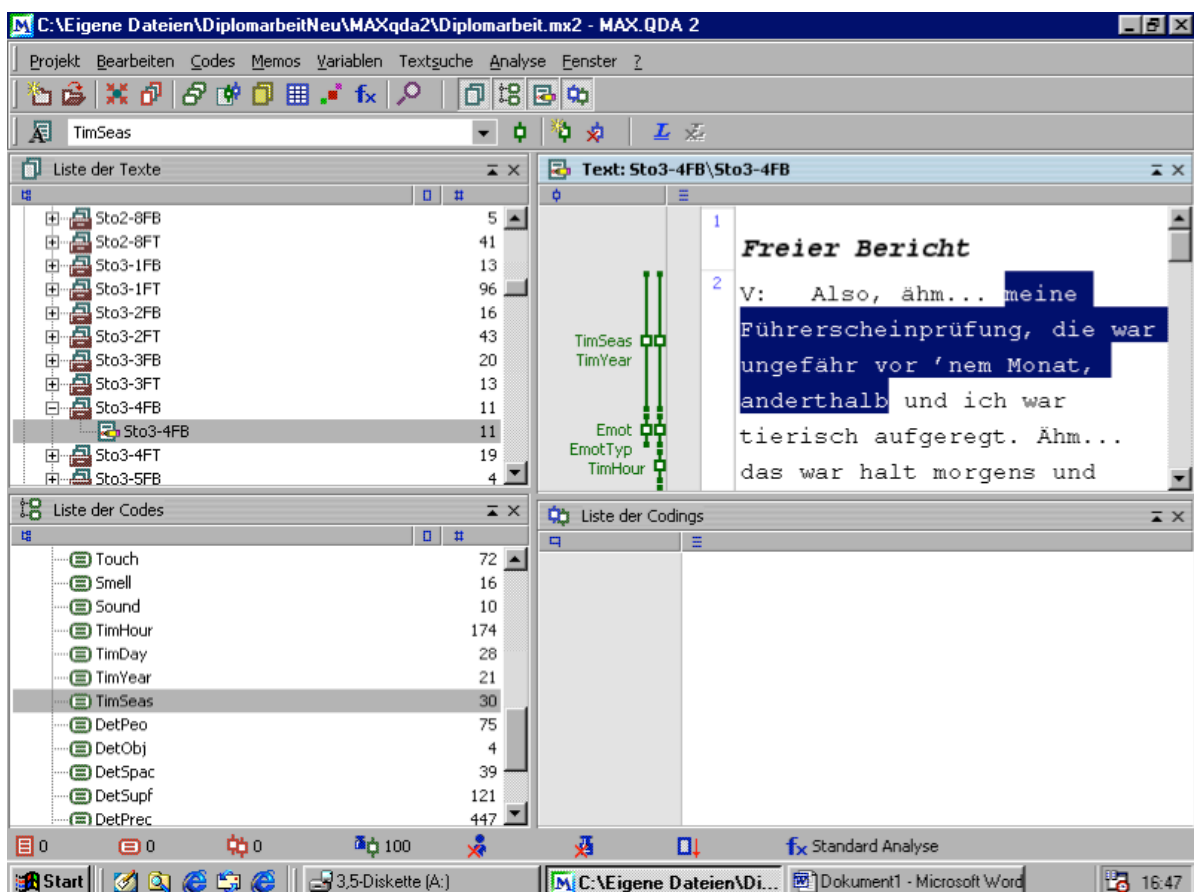 C:\Eigene Dateien\DiplomarbeitNeu\MAXqda2\Diplomarbeit.mx2 - MAX.QDA 2
Projekt Bearbeiten Codes Memos Variablen Textsuche Analyse Fenster ?
TimSeas
Liste der Texte
Sto2-8FB 5
Sto2-8FT 41
Sto3-1FB 13
Sto3-1FT 96
Sto3-2FB 16
Sto3-2FT 43
Sto3-3FB 20
Sto3-3FT 13
Sto3-4FB 11
Sto3-4FB 11
Sto3-4FT 19
Sto3-5FB 4
Text: Sto3-4FB\Sto3-4FB
1
Freier Bericht
2
V: Also, ähm... meine
Führerscheinprüfung, die war
ungefähr vor ’nem Monat,
anderthalb und ich war
tierisch aufgeregt. Ähm...
das war halt morgens und
TimSeas
TimYear
Emot
EmotTyp
TimHour
Liste der Codes
Touch 72
Smell 16
Sound 10
TimHour 174
TimDay 28
TimYear 21
TimSeas 30
DetPeo 75
DetObj 4
DetSpac 39
DetSupf 121
DetPrec 447
Liste der Codings
0 0 0 100 fx Standard Analyse
Start 3,5-Diskette (A:) C:\Eigene Dateien\Di... Dokument1 - Microsoft Word 16:47